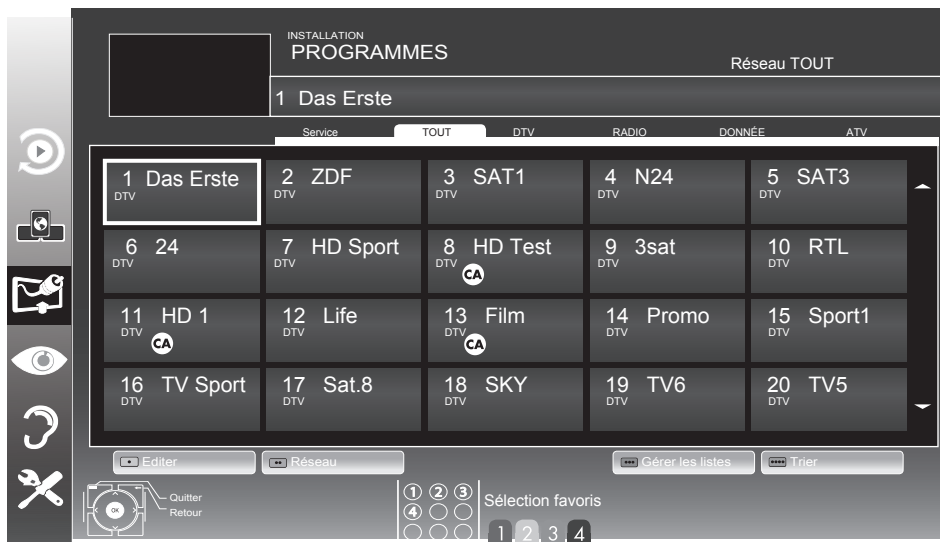 INSTALLATION
PROGRAMMES
Réseau TOUT
1 Das Erste
Service TOUT DTV RADIO DONNÉE ATV
1 Das Erste 2 ZDF 3 SAT1 4 N24 5 SAT3
DTV DTV DTV DTV DTV
6 24 7 HD Sport 8 HD Test 9 3sat 10 RTL
DTV DTV DTV DTV DTV
CA
11 HD 1 12 Life 13 Film 14 Promo 15 Sport1
DTV DTV DTV DTV DTV
CA CA
16 TV Sport 17 Sat.8 18 SKY 19 TV6 20 TV5
DTV DTV DTV DTV DTV
Editer Réseau Gérer les listes Trier
Quitter
Retour
OK
1 2 3
4
Sélection favoris
1 2 3 4